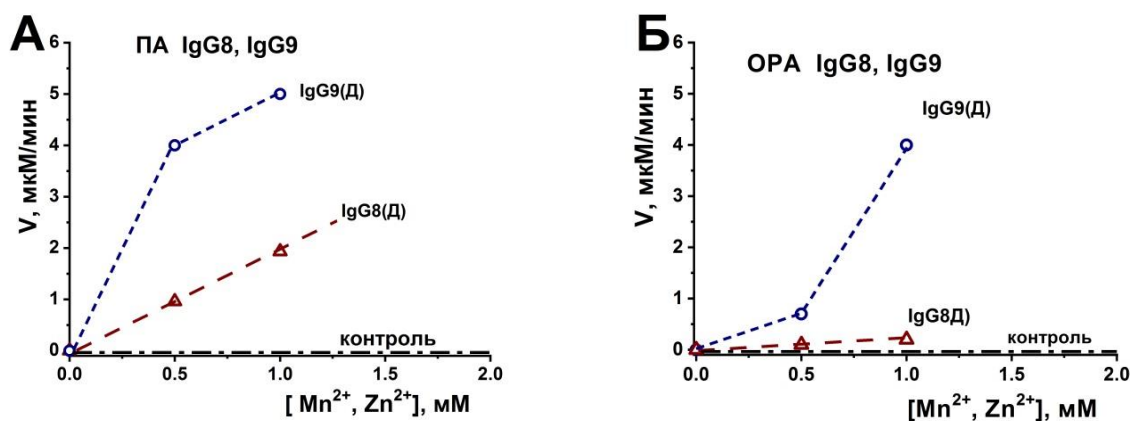 А
ПА IgG8, IgG9
V, мкМ/мин
6
5
4
3
2
1
0
IgG9(Д)
IgG8(Д)
контроль
0.0 0.5 1.0 1.5 2.0
[ Mn²⁺, Zn²⁺], мМ
Б
ОРА IgG8, IgG9
V, мкМ/мин
6
5
4
3
2
1
0
IgG9(Д)
IgG8Д)
контроль
0.0 0.5 1.0 1.5 2.0
[Mn²⁺, Zn²⁺], мМ